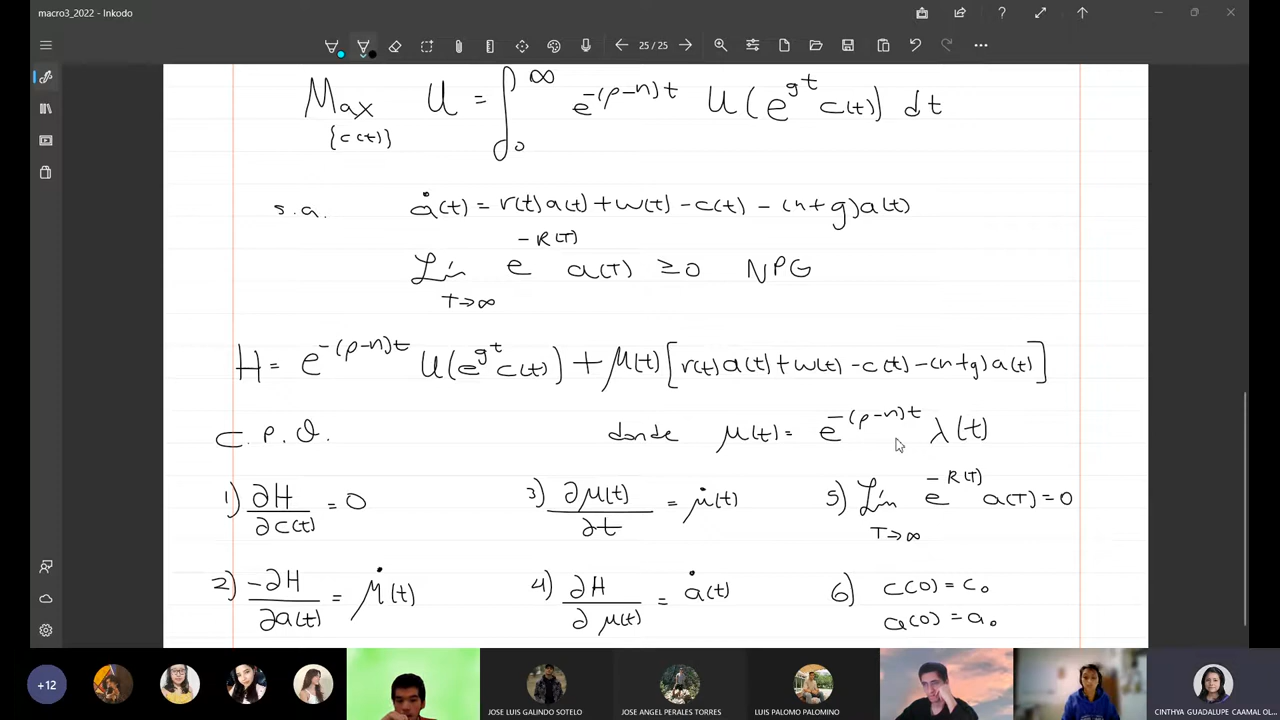 macro3_2022 - Inkodo
25 / 25
Max U = ∫₀^∞ e^{-(ρ-n)t} U(e^{gt} c(t)) dt
{c(t)}
s.a. ȧ(t) = r(t)a(t) + w(t) - c(t) - (n+g)a(t)
Lím e^{-R(T)} a(T) ≥ 0 NPG
T→∞
H = e^{-(ρ-n)t} U(e^{gt} c(t)) + μ(t)[r(t)a(t) + w(t) - c(t) - (n+g)a(t)]
C.P.O. donde μ(t) = e^{-(ρ-n)t} λ(t)
1) ∂H/∂c(t) = 0 3) ∂μ(t)/∂t = μ̇(t) 5) Lím e^{-R(T)} a(T) = 0
T→∞
2) -∂H/∂a(t) = μ̇(t) 4) ∂H/∂μ(t) = ȧ(t) 6) c(0) = c₀
a(0) = a₀
+12
JOSE LUIS GALINDO SOTELO
JOSE ANGEL PERALES TORRES
LUIS PALOMO PALOMINO
CINTHYA GUADALUPE CAAMAL OL...